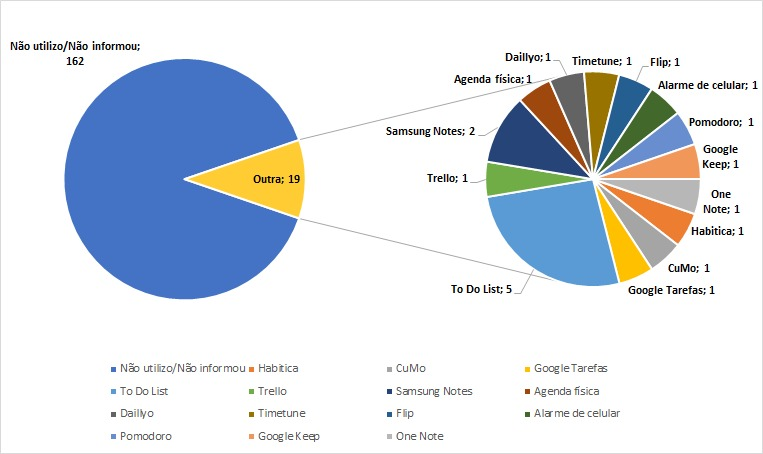 Não utilizo/Não informou;
162
Outra; 19
Daillyo; 1
Timetune; 1
Flip; 1
Agenda física; 1
Alarme de celular; 1
Samsung Notes; 2
Pomodoro; 1
Google
Keep; 1
Trello; 1
One
Note; 1
Habitica; 1
CuMo; 1
To Do List; 5
Google Tarefas; 1
Não utilizo/Não informou
Habitica
CuMo
Google Tarefas
To Do List
Trello
Samsung Notes
Agenda física
Daillyo
Timetune
Flip
Alarme de celular
Pomodoro
Google Keep
One Note